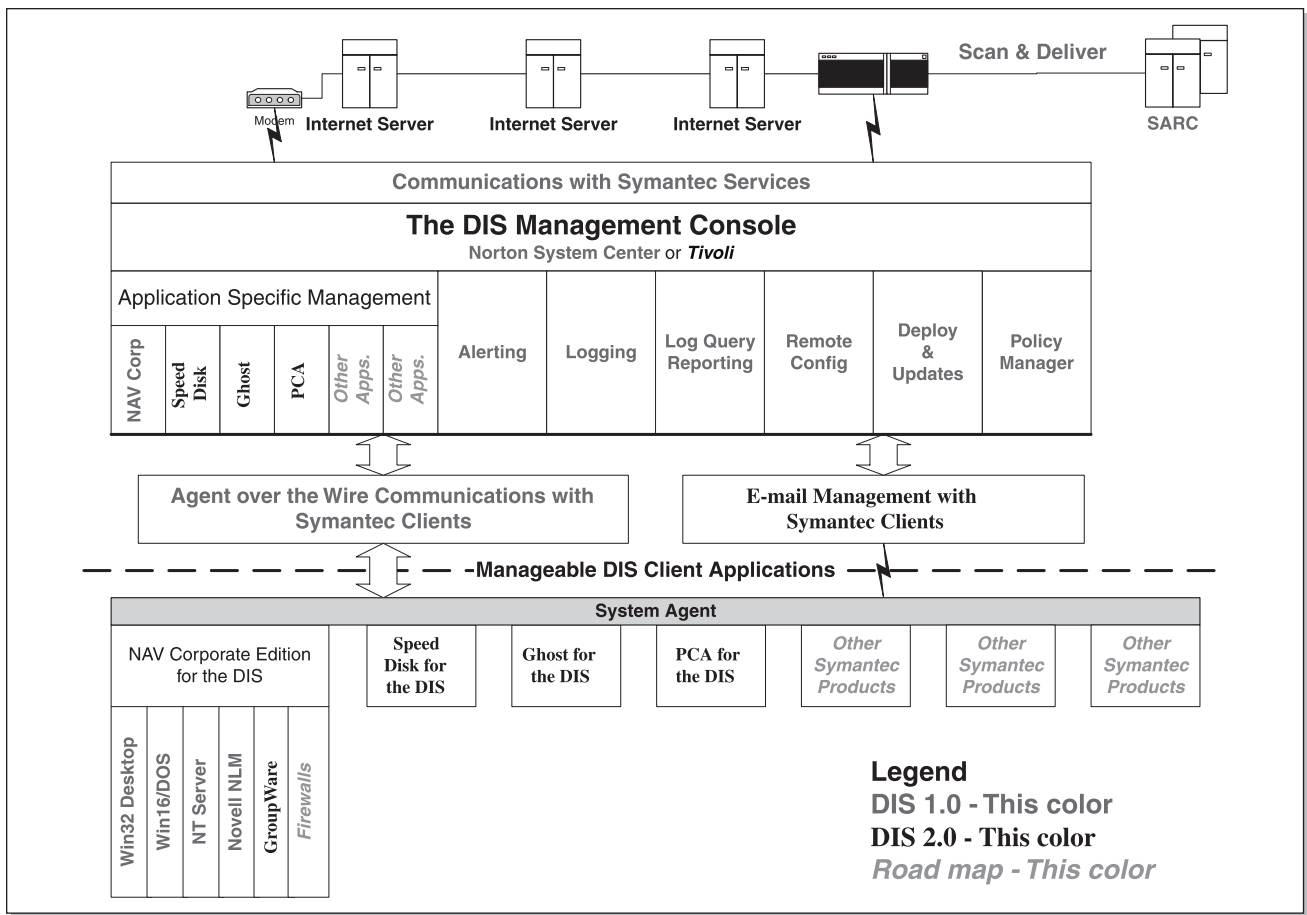 Scan & Deliver
Modem
Internet Server
Internet Server
Internet Server
SARC
Communications with Symantec Services
The DIS Management Console
Norton System Center or Tivoli
Application Specific Management
NAV Corp
Speed
Disk
Ghost
PCA
Other
Apps.
Other
Apps.
Alerting
Logging
Log Query
Reporting
Remote
Config
Deploy
&
Updates
Policy
Manager
Agent over the Wire Communications with
Symantec Clients
E-mail Management with
Symantec Clients
Manageable DIS Client Applications
System Agent
NAV Corporate Edition
for the DIS
Speed
Disk for
the DIS
Ghost for
the DIS
PCA for
the DIS
Other
Symantec
Products
Other
Symantec
Products
Other
Symantec
Products
Win32 Desktop
Win16/DOS
NT Server
Novell NLM
GroupWare
Firewalls
Legend
DIS 1.0 - This color
DIS 2.0 - This color
Road map - This color